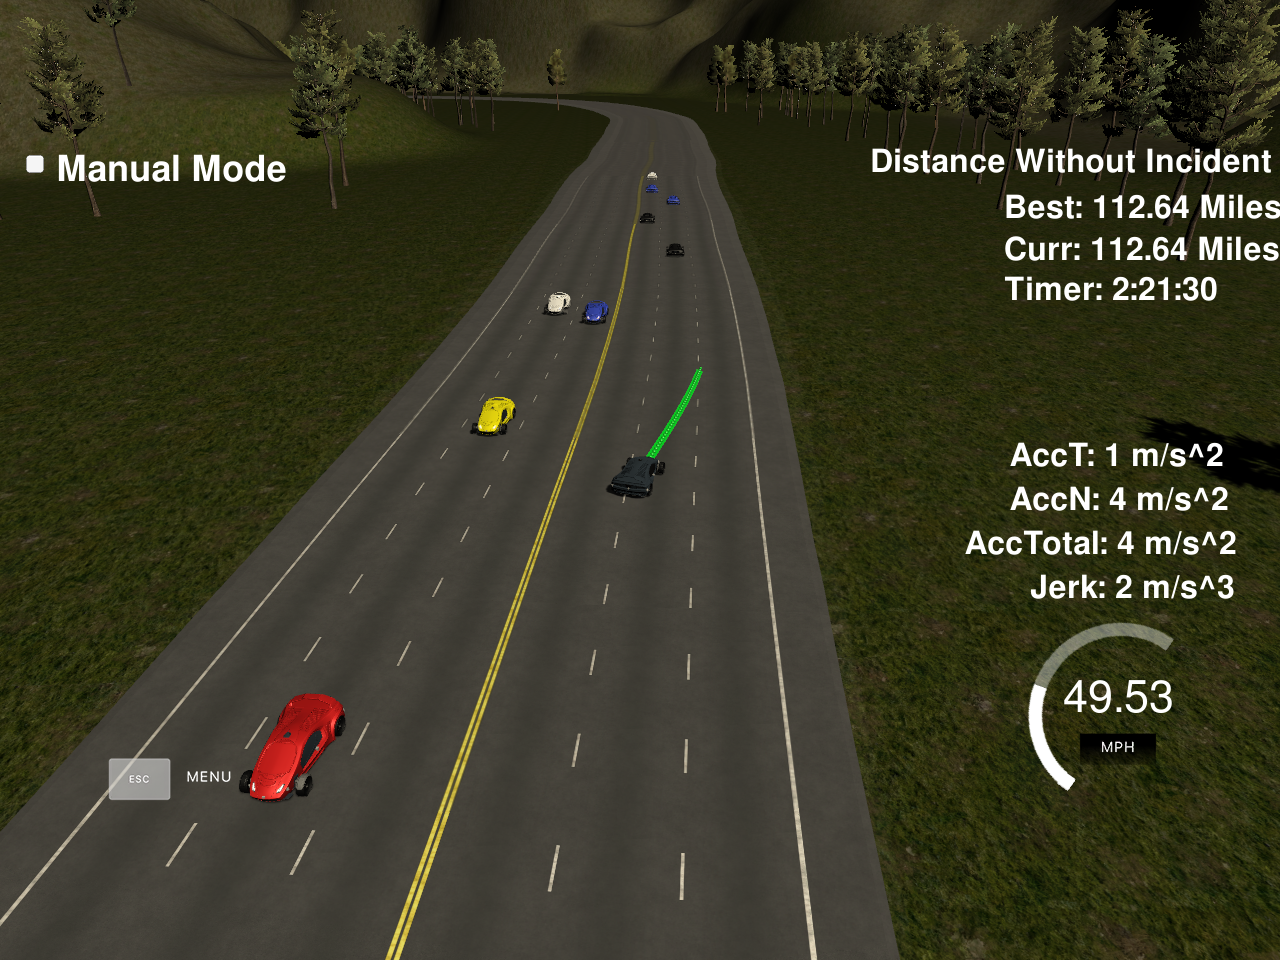 Manual Mode
Distance Without Incident
Best: 112.64 Miles
Curr: 112.64 Miles
Timer: 2:21:30
AccT: 1 m/s^2
AccN: 4 m/s^2
AccTotal: 4 m/s^2
Jerk: 2 m/s^3
49.53
MPH
ESC MENU